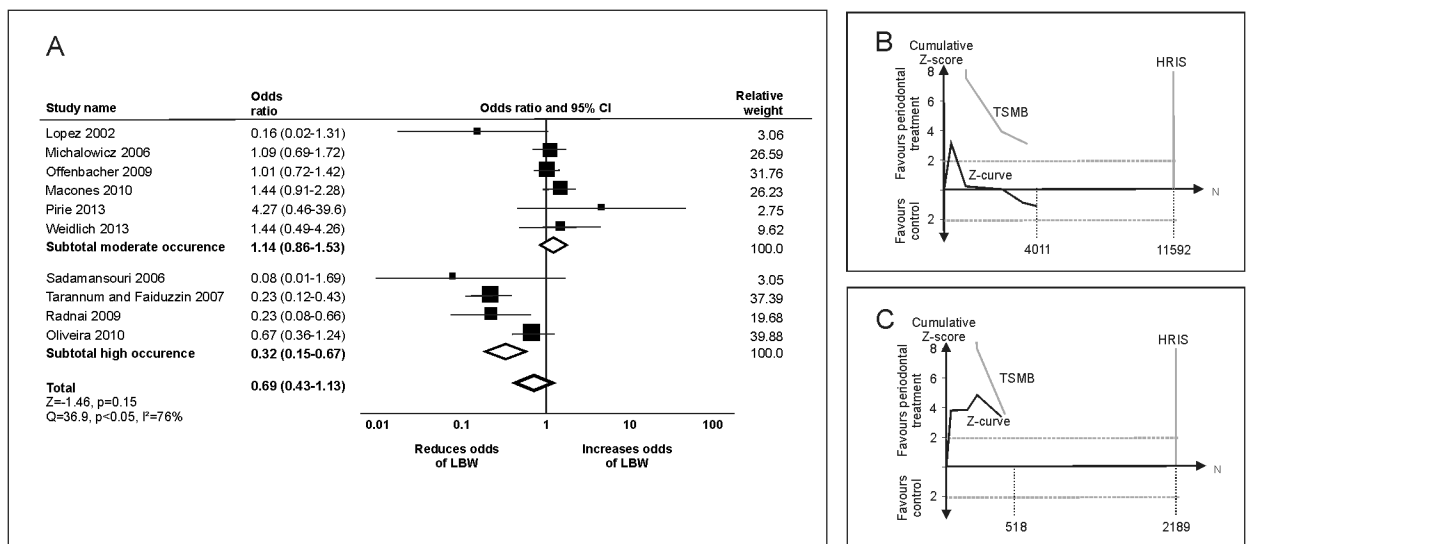 A
Study name Odds ratio Odds ratio and 95% CI Relative weight
Lopez 2002 0.16 (0.02-1.31) 3.06
Michalowicz 2006 1.09 (0.69-1.72) 26.59
Offenbacher 2009 1.01 (0.72-1.42) 31.76
Macones 2010 1.44 (0.91-2.28) 26.23
Pirie 2013 4.27 (0.46-39.6) 2.75
Weidlich 2013 1.44 (0.49-4.26) 9.62
Subtotal moderate occurence 1.14 (0.86-1.53) 100.0
Sadamansouri 2006 0.08 (0.01-1.69) 3.05
Tarannum and Faiduzzin 2007 0.23 (0.12-0.43) 37.39
Radnai 2009 0.23 (0.08-0.66) 19.68
Oliveira 2010 0.67 (0.36-1.24) 39.88
Subtotal high occurence 0.32 (0.15-0.67) 100.0
Total 0.69 (0.43-1.13)
Z=-1.46, p=0.15
Q=36.9, p<0.05, I²=76%
0.01 0.1 1 10 100
Reduces odds of LBW
Increases odds of LBW
B
Cumulative
Z-score
HRIS
8
6
TSMB
4
2
Z-curve
N
2
Favours periodontal
treatment
Favours
control
4011 11592
C
Cumulative
Z-score
HRIS
8
6
TSMB
4
Z-curve
2
N
2
Favours periodontal
treatment
Favours
control
518 2189